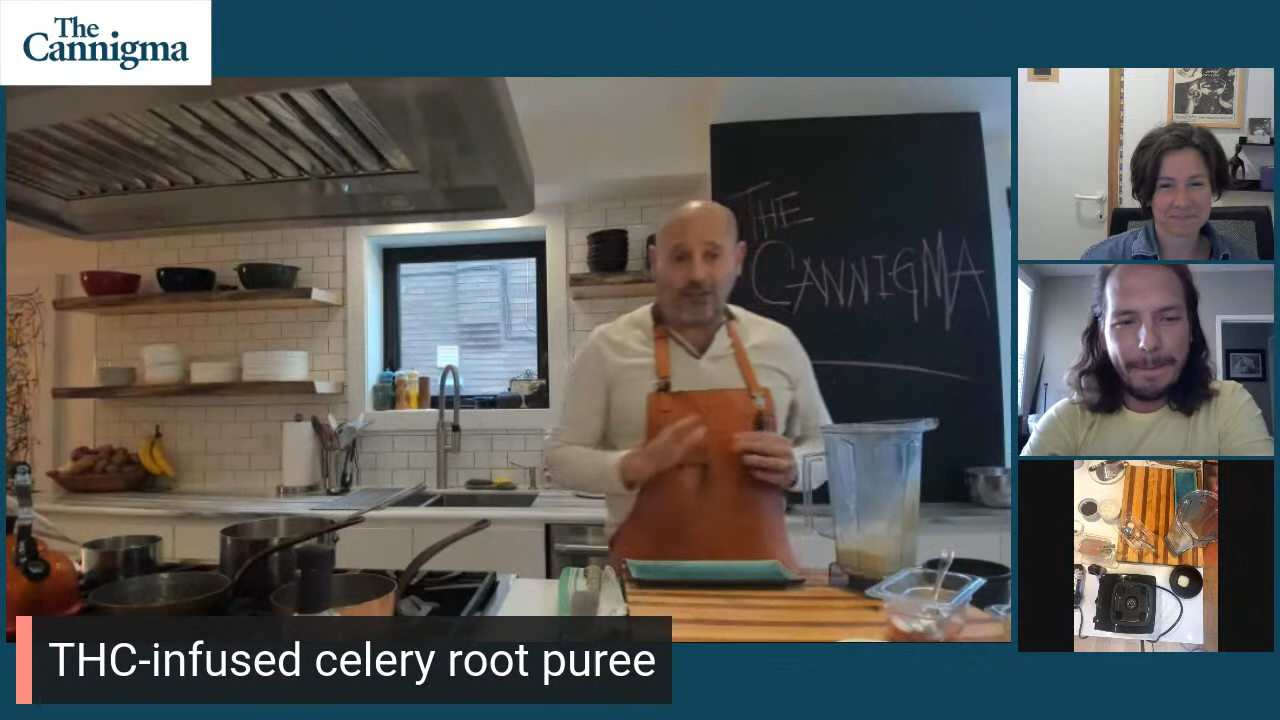 The
Cannigma
THE
CANNIGMA
THC-infused celery root puree